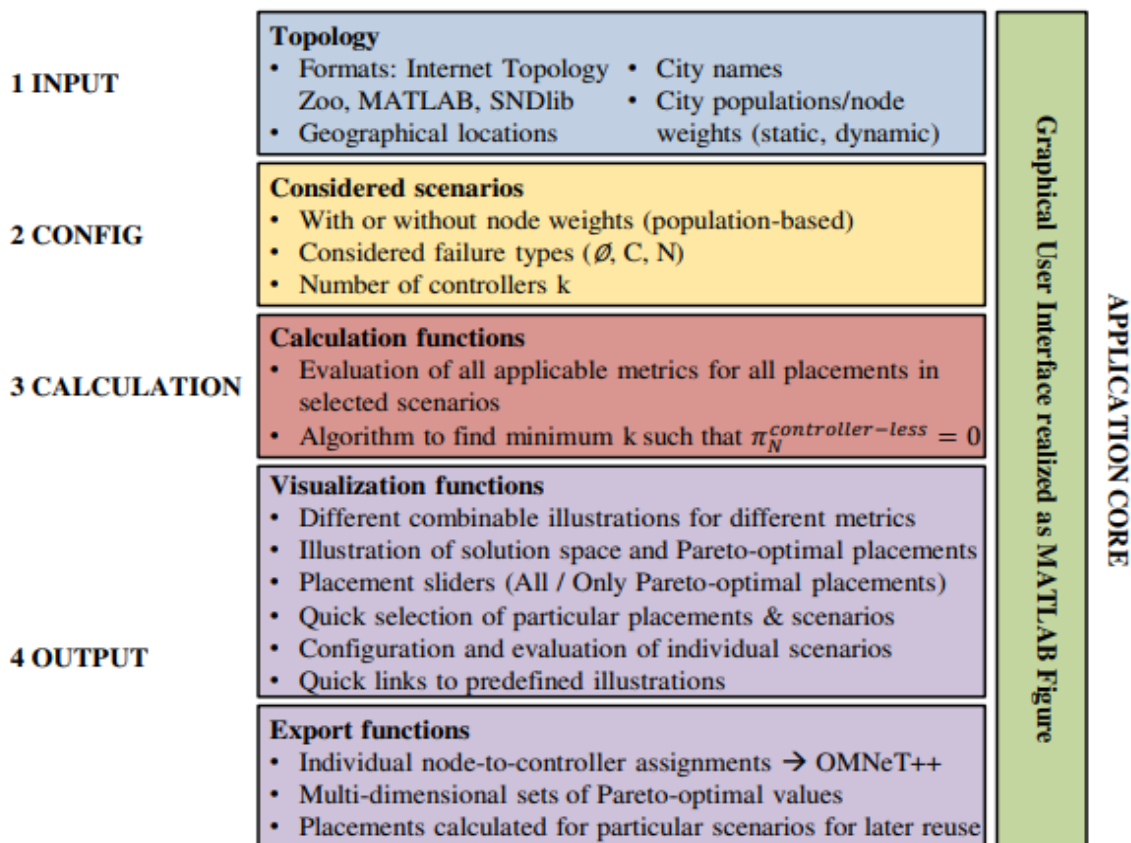 1 INPUT
Topology
• Formats: Internet Topology
Zoo, MATLAB, SNDlib
• Geographical locations
• City names
• City populations/node
weights (static, dynamic)
2 CONFIG
Considered scenarios
• With or without node weights (population-based)
• Considered failure types (Ø, C, N)
• Number of controllers k
3 CALCULATION
Calculation functions
• Evaluation of all applicable metrics for all placements in
selected scenarios
• Algorithm to find minimum k such that π_N^{controller−less} = 0
4 OUTPUT
Visualization functions
• Different combinable illustrations for different metrics
• Illustration of solution space and Pareto-optimal placements
• Placement sliders (All / Only Pareto-optimal placements)
• Quick selection of particular placements & scenarios
• Configuration and evaluation of individual scenarios
• Quick links to predefined illustrations
Export functions
• Individual node-to-controller assignments → OMNeT++
• Multi-dimensional sets of Pareto-optimal values
• Placements calculated for particular scenarios for later reuse
Graphical User Interface realized as MATLAB Figure
APPLICATION CORE